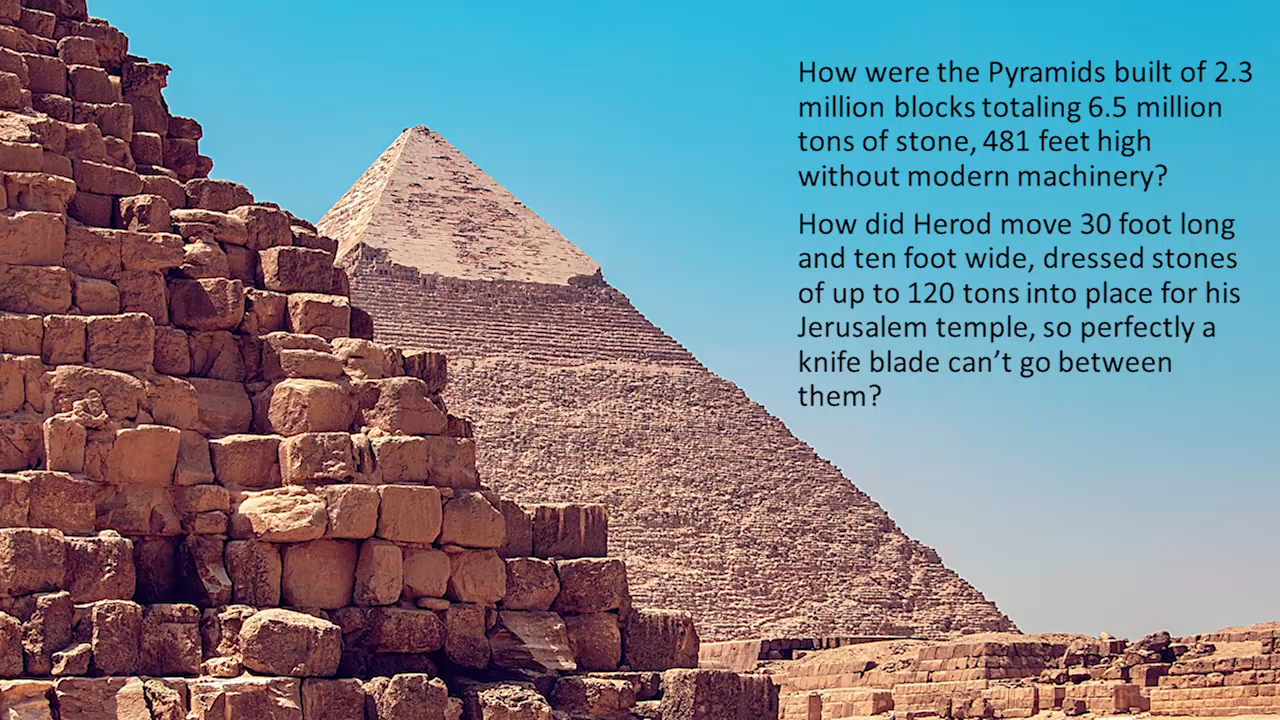 How were the Pyramids built of 2.3
million blocks totaling 6.5 million
tons of stone, 481 feet high
without modern machinery?
How did Herod move 30 foot long
and ten foot wide, dressed stones
of up to 120 tons into place for his
Jerusalem temple, so perfectly a
knife blade can’t go between
them?